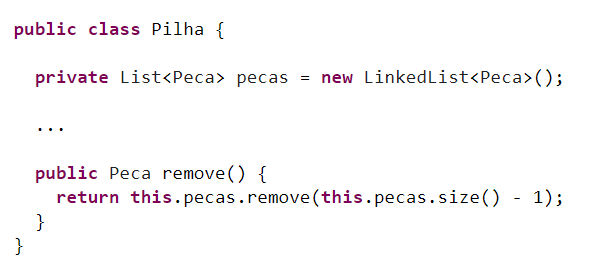 public class Pilha {
private List<Peca> pecas = new LinkedList<Peca>();
...
public Peca remove() {
return this.pecas.remove(this.pecas.size() - 1);
}
}